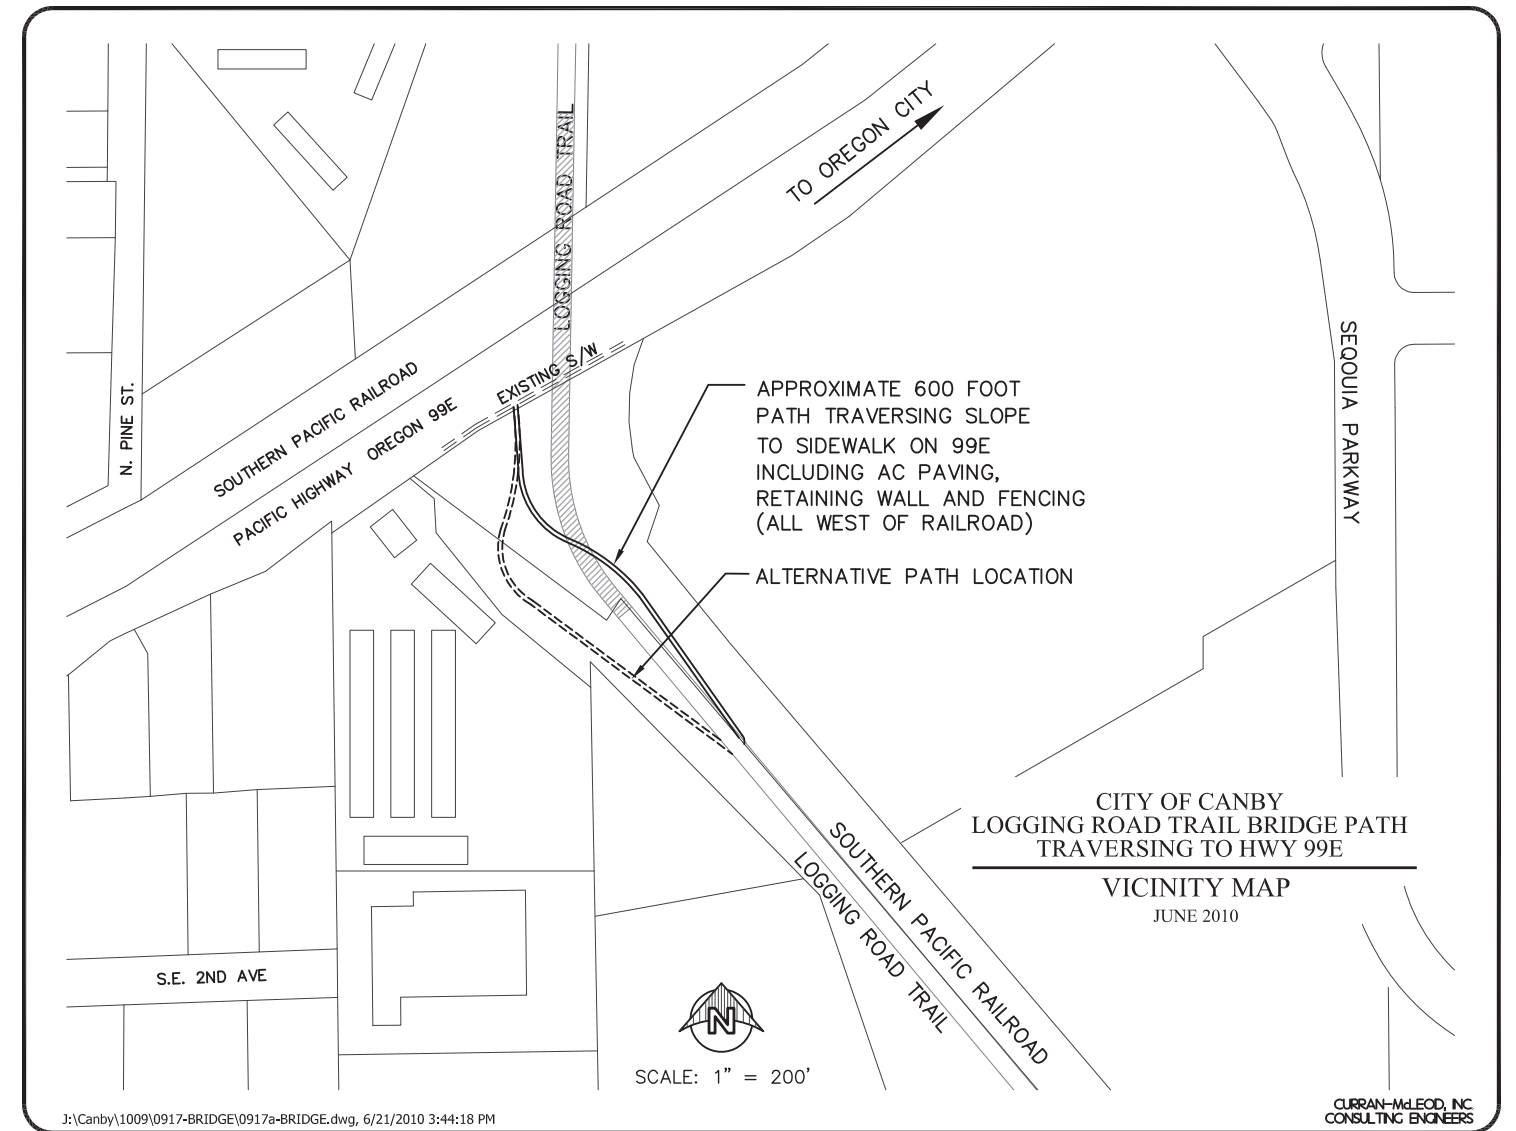 LOGGING ROAD TRAIL
TO OREGON CITY
SEQUOIA PARKWAY
N. PINE ST.
SOUTHERN PACIFIC RAILROAD
PACIFIC HIGHWAY OREGON 99E
EXISTING S/W
APPROXIMATE 600 FOOT
PATH TRAVERSING SLOPE
TO SIDEWALK ON 99E
INCLUDING AC PAVING,
RETAINING WALL AND FENCING
(ALL WEST OF RAILROAD)
ALTERNATIVE PATH LOCATION
SOUTHERN PACIFIC RAILROAD
LOGGING ROAD TRAIL
S.E. 2ND AVE
CITY OF CANBY
LOGGING ROAD TRAIL BRIDGE PATH
TRAVERSING TO HWY 99E
VICINITY MAP
JUNE 2010
N
SCALE: 1" = 200'
J:\Canby\1009\0917-BRIDGE\0917a-BRIDGE.dwg, 6/21/2010 3:44:18 PM
CURRAN-McLEOD, INC.
CONSULTING ENGINEERS